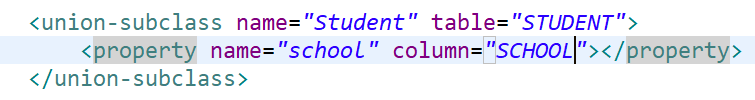 <union-subclass name="Student" table="STUDENT">
<property name="school" column="SCHOOL"></property>
</union-subclass>